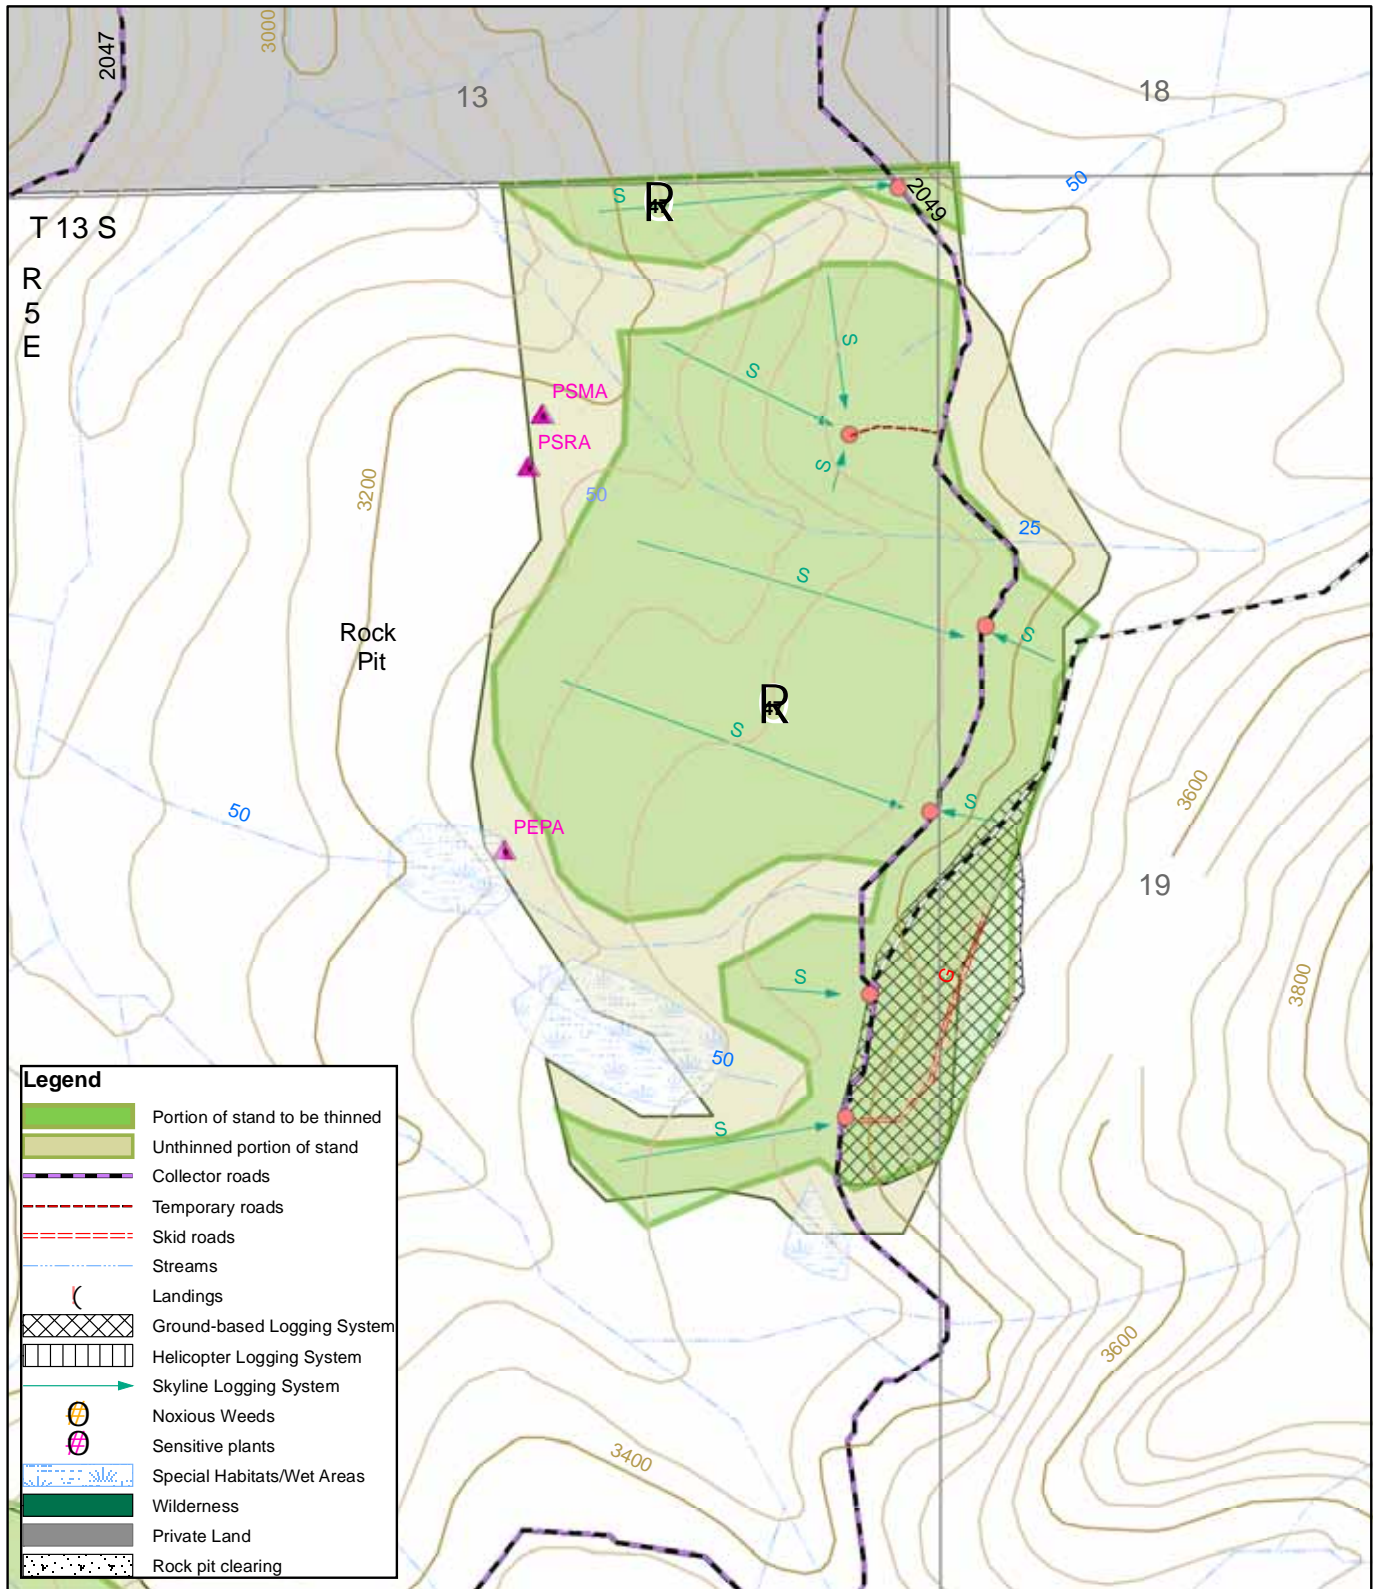 2047
3000
13
18
50
2049
T 13 S
R
5
E
R
47
S
S
S
S
PSMA
PSRA
3200
50
25
S
S
Rock
Pit
R
47
S
S
3600
50
PEPA
19
S
G
3800
50
S
3600
3400
Legend
Portion of stand to be thinned
Unthinned portion of stand
Collector roads
Temporary roads
Skid roads
Streams
Landings
Ground-based Logging System
Helicopter Logging System
Skyline Logging System
Noxious Weeds
Sensitive plants
Special Habitats/Wet Areas
Wilderness
Private Land
Rock pit clearing